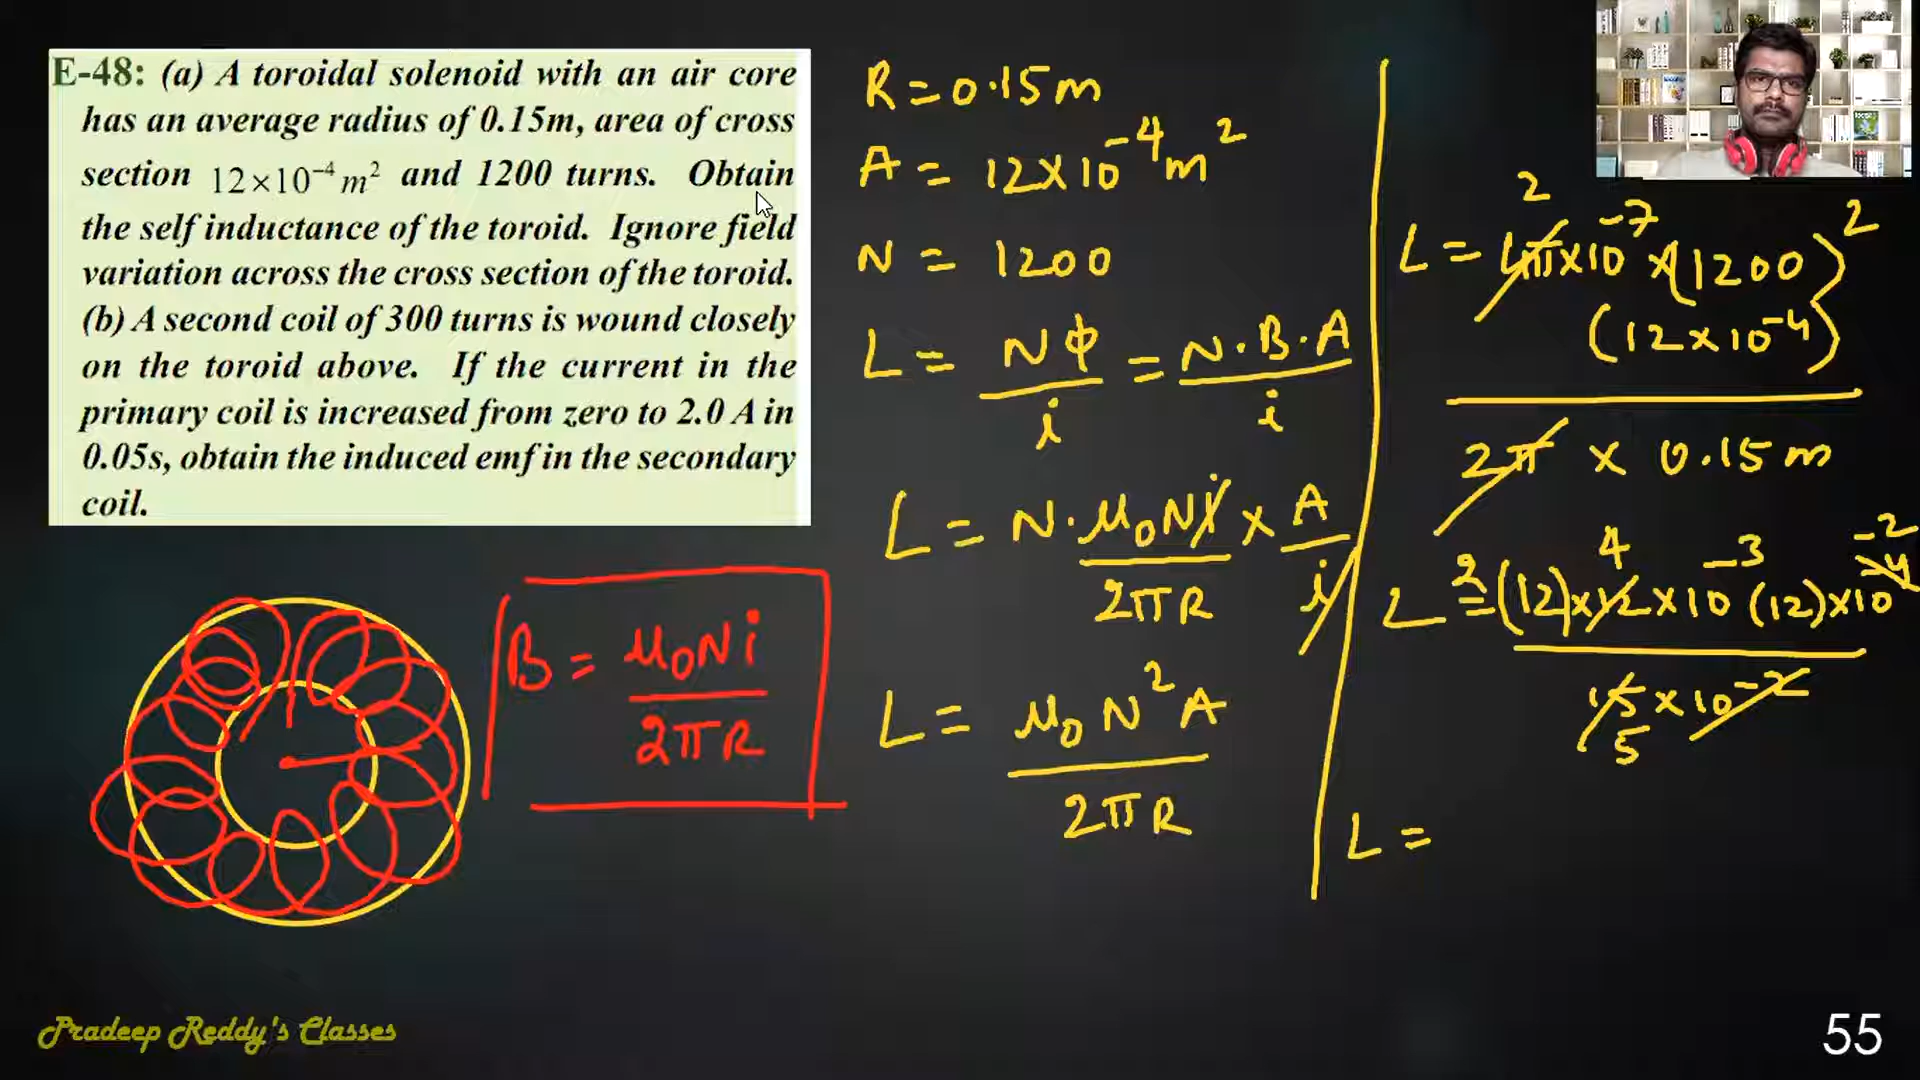 E-48: (a) A toroidal solenoid with an air core
has an average radius of 0.15m, area of cross
section 12×10⁻⁴ m² and 1200 turns. Obtain
the self inductance of the toroid. Ignore field
variation across the cross section of the toroid.
(b) A second coil of 300 turns is wound closely
on the toroid above. If the current in the
primary coil is increased from zero to 2.0 A in
0.05s, obtain the induced emf in the secondary
coil.
B = μ₀Ni / 2πR
R = 0.15m
A = 12×10⁻⁴ m²
N = 1200
L = Nϕ / i = N·B·A / i
L = N·μ₀Ni / 2πR × A / i
L = μ₀N²A / 2πR
2
L = 4π×10⁻⁷ × (1200)²
(12×10⁻⁴)
2π × 0.15m
4 -2
L = 2(12)×12×10⁻³(12)×10⁻⁴
15×10⁻²
5
L =
Pradeep Reddy's Classes
55